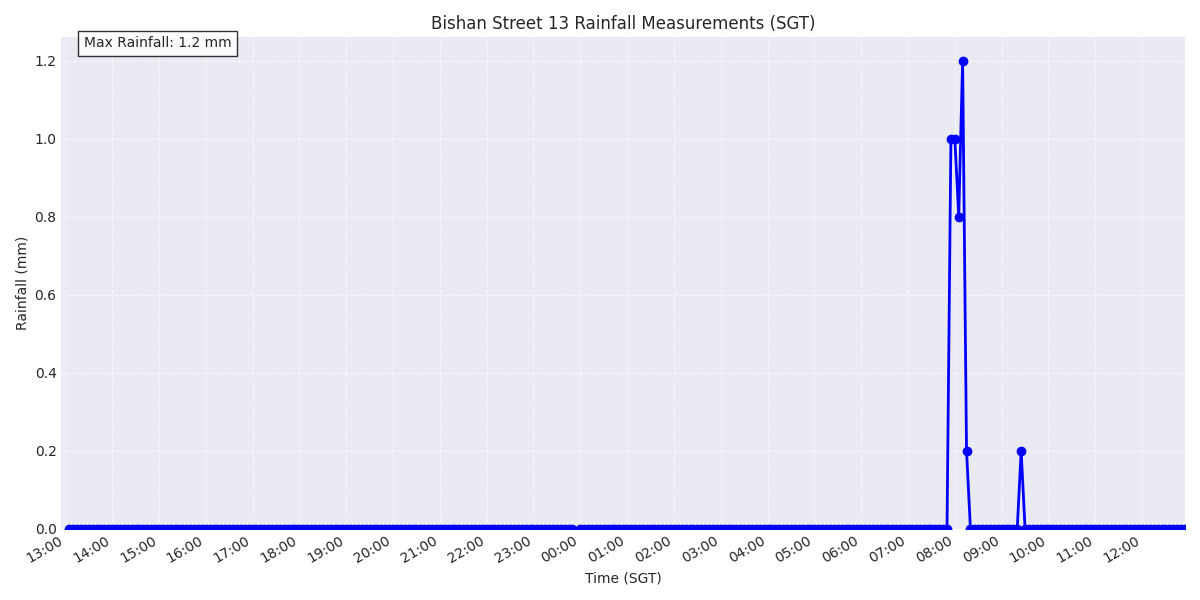 Bishan Street 13 Rainfall Measurements (SGT)
Max Rainfall: 1.2 mm
Rainfall (mm)
1.2
1.0
0.8
0.6
0.4
0.2
0.0
13:00 14:00 15:00 16:00 17:00 18:00 19:00 20:00 21:00 22:00 23:00 00:00 01:00 02:00 03:00 04:00 05:00 06:00 07:00 08:00 09:00 10:00 11:00 12:00
Time (SGT)